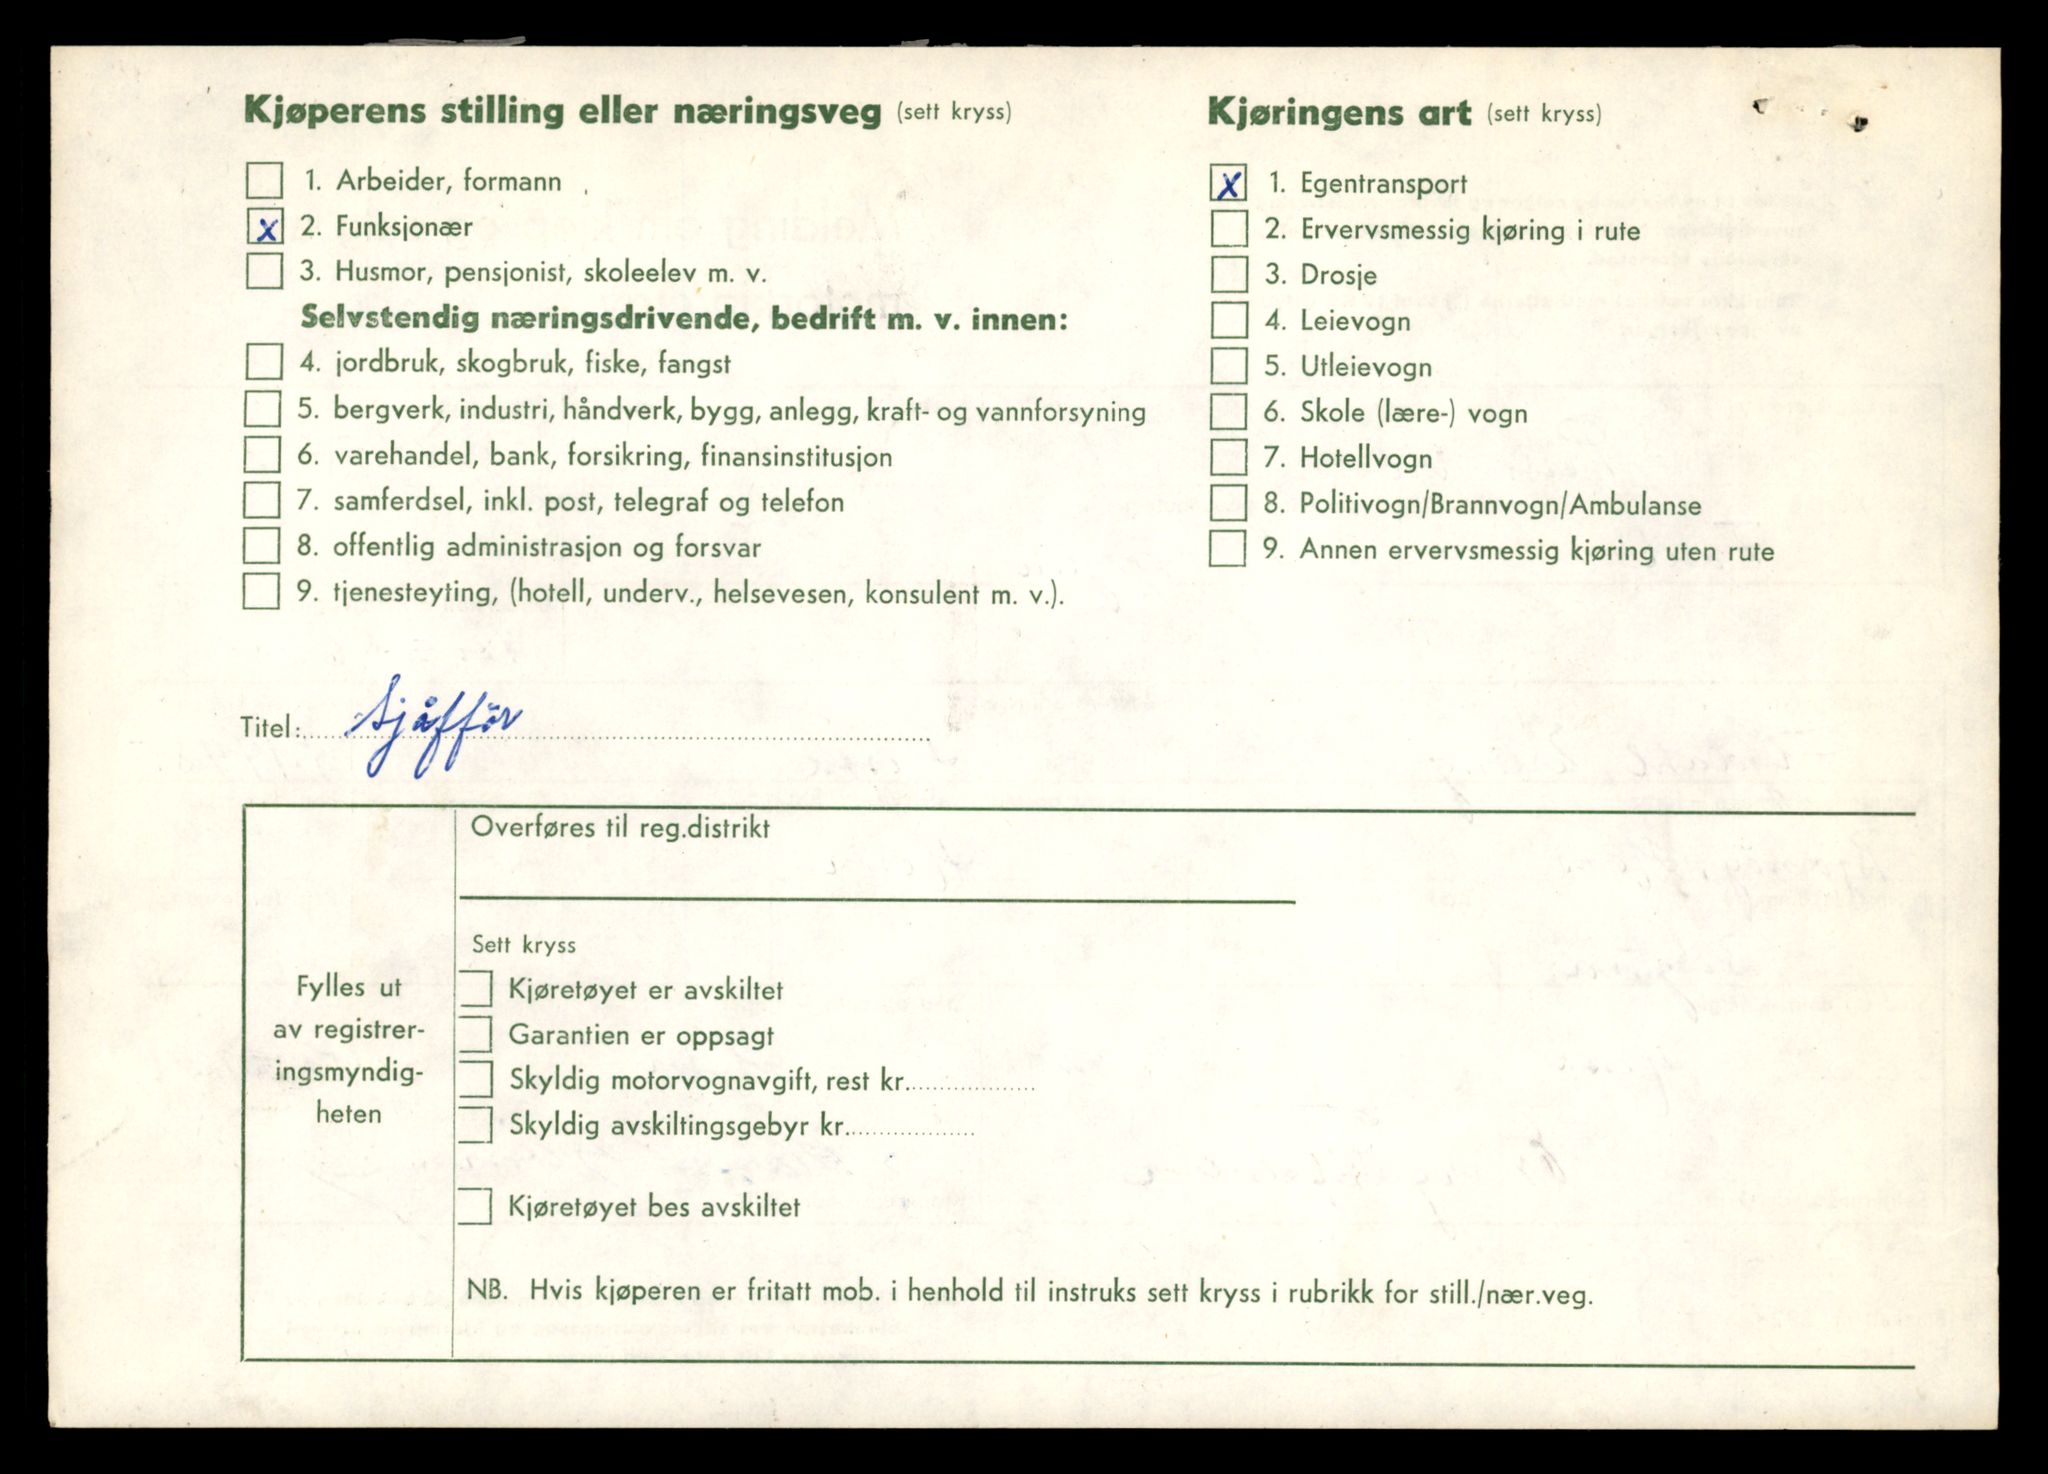 Kjøperens stilling eller næringsveg (sett kryss)
1. Arbeider, formann
x 2. Funksjonær
3. Husmor, pensjonist, skoleelev m. v.
Selvstendig næringsdrivende, bedrift m. v. innen:
4. jordbruk, skogbruk, fiske, fangst
5. bergverk, industri, håndverk, bygg, anlegg, kraft- og vannforsyning
6. varehandel, bank, forsikring, finansinstitusjon
7. samferdsel, inkl. post, telegraf og telefon
8. offentlig administrasjon og forsvar
9. tjenesteyting, (hotell, underv., helsevesen, konsulent m. v.).
Kjøringens art (sett kryss)
x 1. Egentransport
2. Ervervsmessig kjøring i rute
3. Drosje
4. Leievogn
5. Utleievogn
6. Skole (lære-) vogn
7. Hotellvogn
8. Politivogn/Brannvogn/Ambulanse
9. Annen ervervsmessig kjøring uten rute
Titel: sjåfför
Fylles ut
av registrer-
ingsmyndig-
heten
Overføres til reg.distrikt
Sett kryss
Kjøretøyet er avskiltet
Garantien er oppsagt
Skyldig motorvognavgift, rest kr.
Skyldig avskiltingsgebyr kr.
Kjøretøyet bes avskiltet
NB. Hvis kjøperen er fritatt mob. i henhold til instruks sett kryss i rubrikk for still./nær.veg.